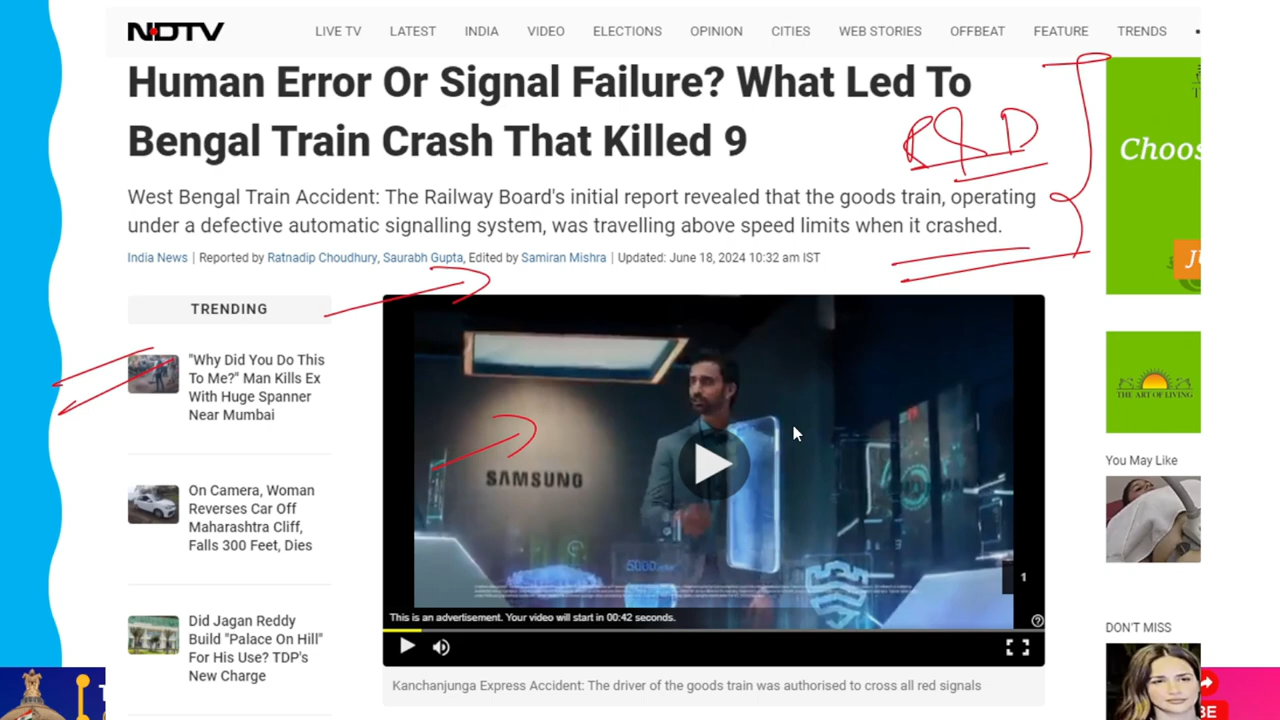 NDTV
LIVE TV LATEST INDIA VIDEO ELECTIONS OPINION CITIES WEB STORIES OFFBEAT FEATURE TRENDS
Human Error Or Signal Failure? What Led To
Bengal Train Crash That Killed 9
R&D
West Bengal Train Accident: The Railway Board's initial report revealed that the goods train, operating
under a defective automatic signalling system, was travelling above speed limits when it crashed.
India News | Reported by Ratnadip Choudhury, Saurabh Gupta, Edited by Samiran Mishra | Updated: June 18, 2024 10:32 am IST
TRENDING
"Why Did You Do This
To Me?" Man Kills Ex
With Huge Spanner
Near Mumbai
On Camera, Woman
Reverses Car Off
Maharashtra Cliff,
Falls 300 Feet, Dies
Did Jagan Reddy
Build "Palace On Hill"
For His Use? TDP's
New Charge
SAMSUNG
5000
1
This is an advertisement. Your video will start in 00:42 seconds.
Kanchanjunga Express Accident: The driver of the goods train was authorised to cross all red signals
Choos
THE ART OF LIVING
You May Like
DON'T MISS